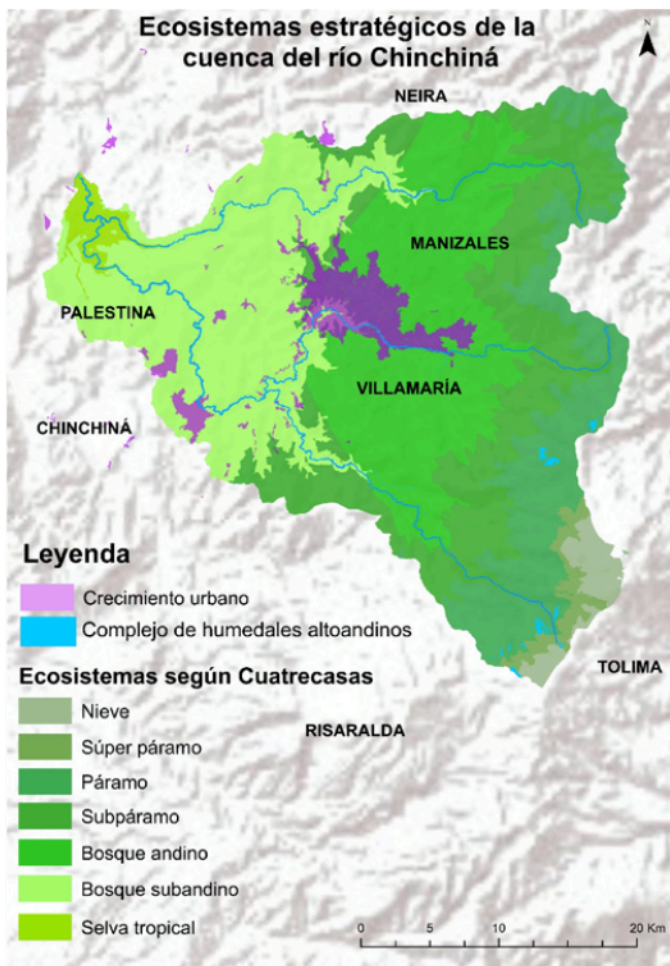 Ecosistemas estratégicos de la
cuenca del río Chinchiná
N
NEIRA
MANIZALES
PALESTINA
VILLAMARÍA
CHINCHINÁ
Leyenda
Crecimiento urbano
Complejo de humedales altoandinos
TOLIMA
Ecosistemas según Cuatrecasas
Nieve
RISARALDA
Súper páramo
Páramo
Subpáramo
Bosque andino
Bosque subandino
Selva tropical
0 5 10 20 Km